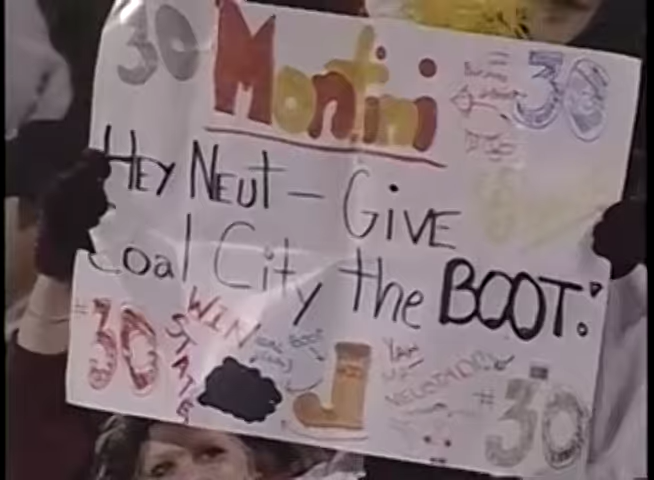 30 Montini 30
HEY NEUT - GIVE
Coal City the BOOT!
#30 WIN
STATE
#30